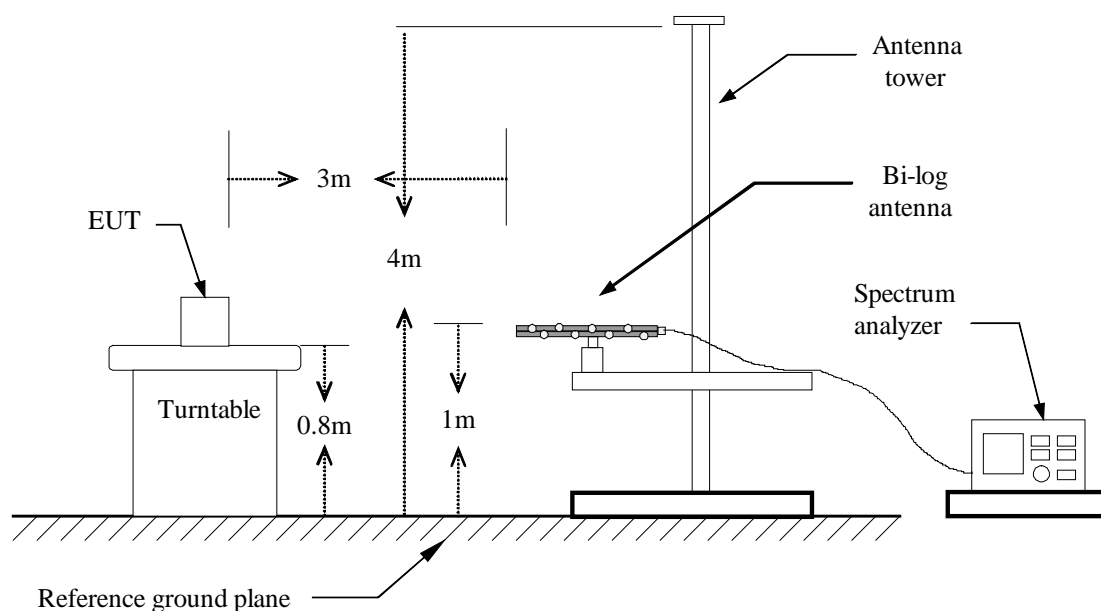 Antenna
tower
3m
Bi-log
antenna
EUT
4m
Spectrum
analyzer
Turntable
0.8m
1m
Reference ground plane